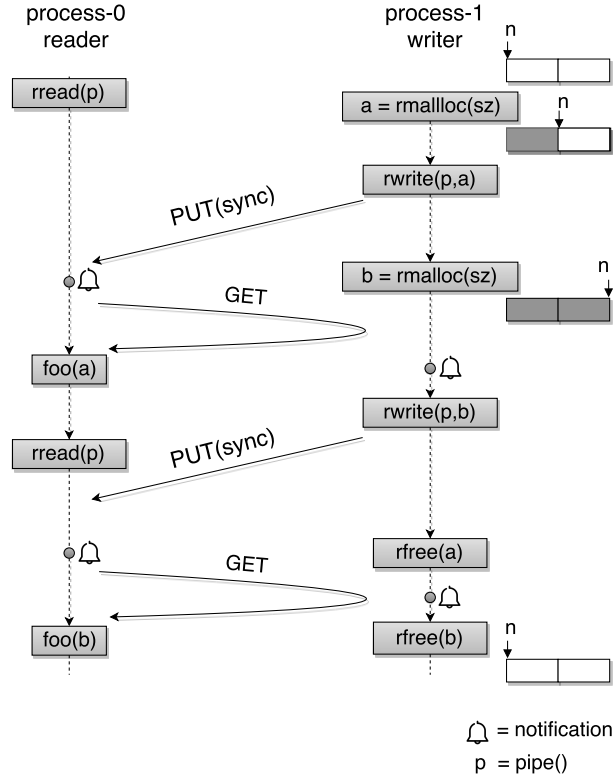 process-0
reader
process-1
writer
n
rread(p)
a = rmallloc(sz)
n
rwrite(p,a)
PUT(sync)
b = rmalloc(sz)
n
GET
foo(a)
rwrite(p,b)
rread(p)
PUT(sync)
rfree(a)
GET
foo(b)
rfree(b)
n
= notification
p = pipe()